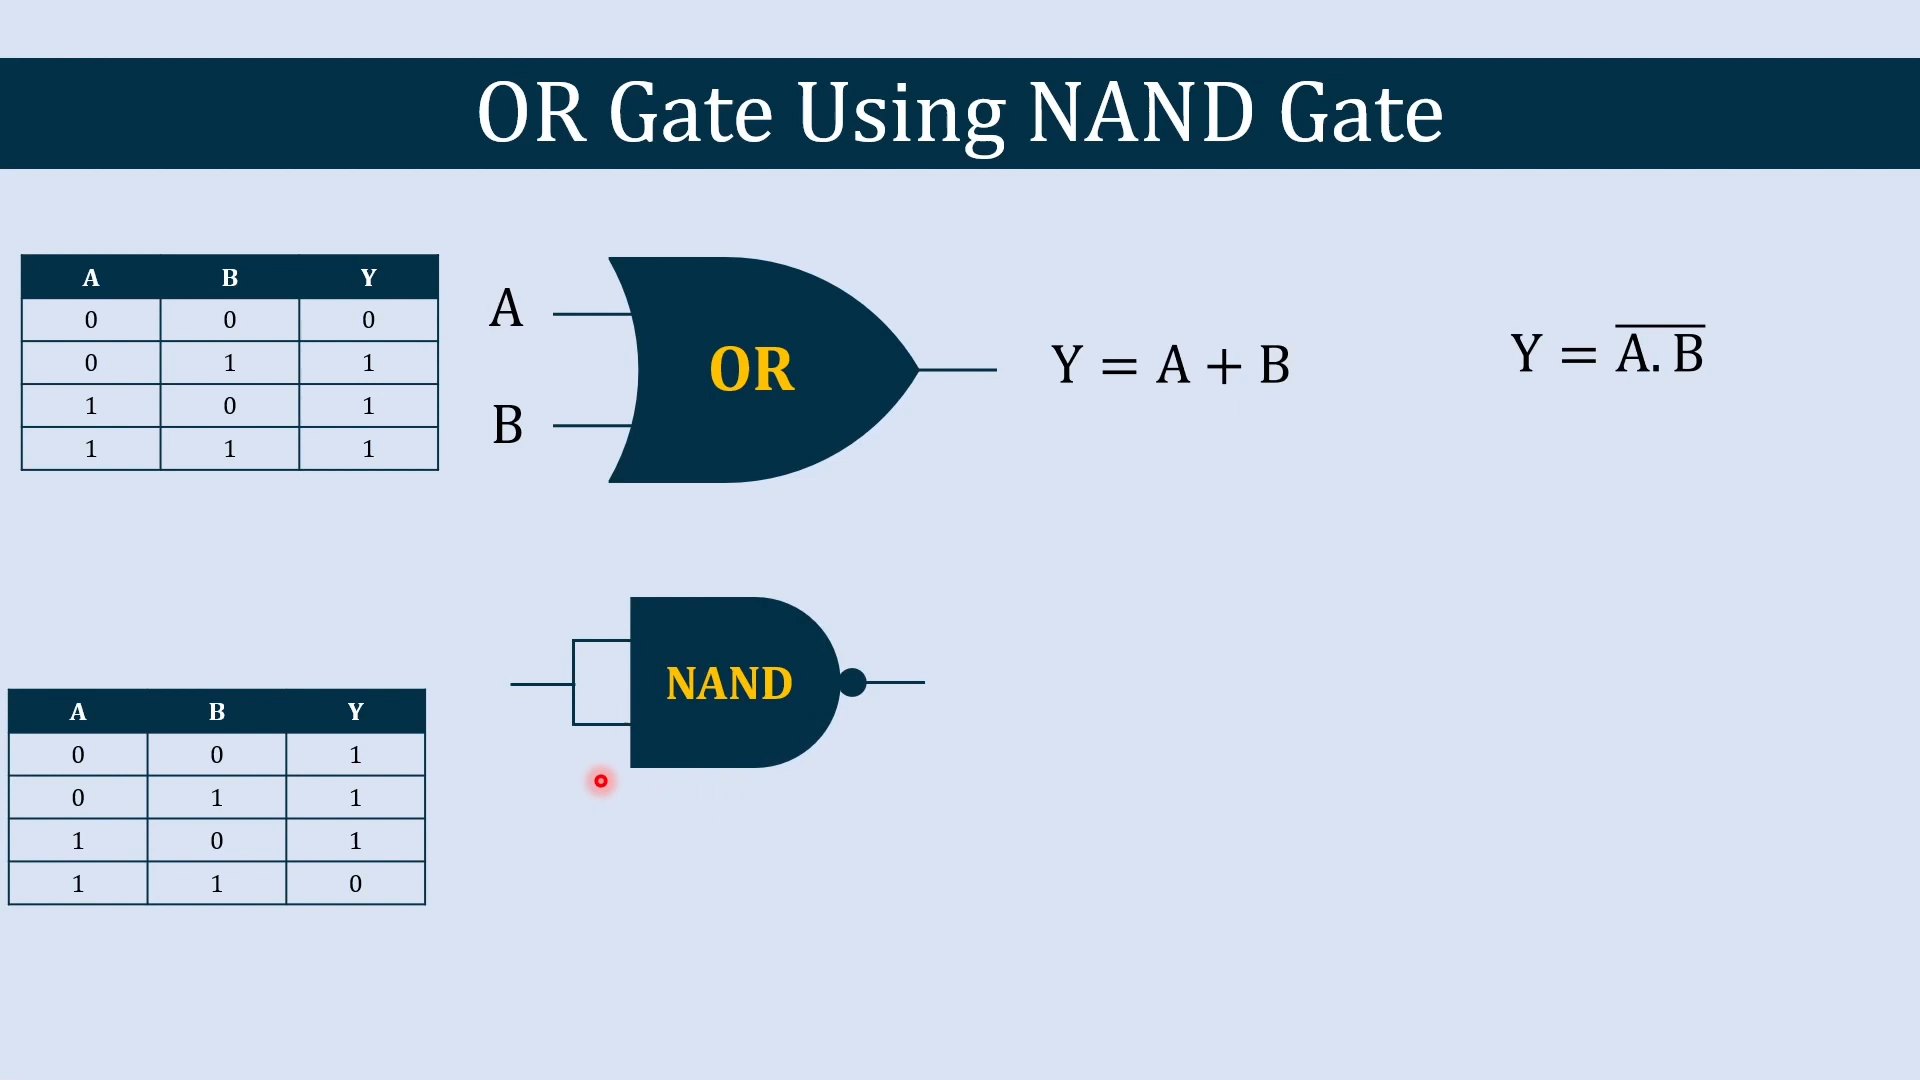 OR Gate Using NAND Gate
A B Y
0 0 0
0 1 1
1 0 1
1 1 1
A
B
OR
Y = A + B
Y = \overline{A. B}
NAND
A B Y
0 0 1
0 1 1
1 0 1
1 1 0